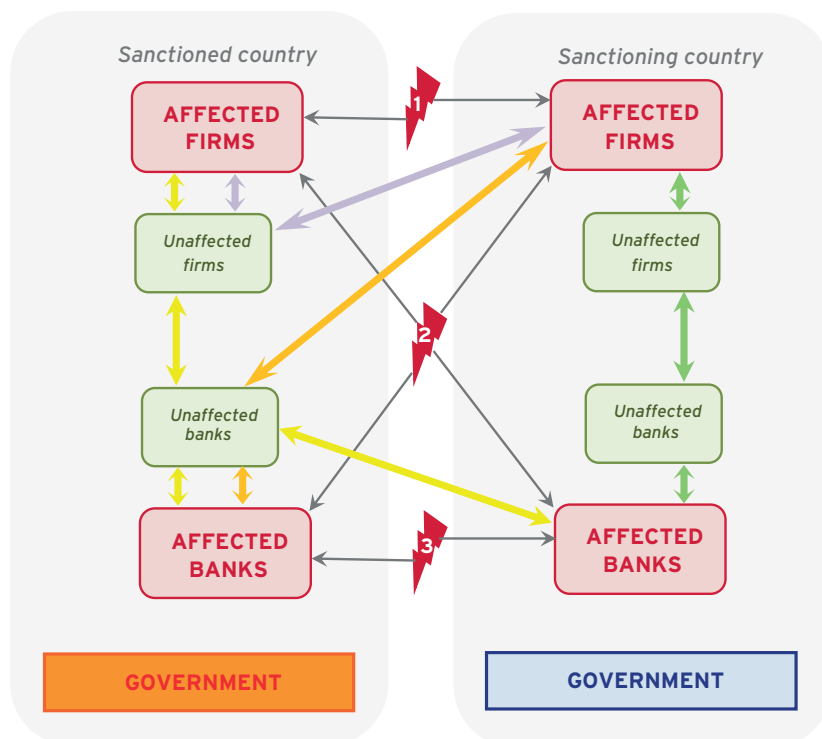 Sanctioned country
Sanctioning country
1
AFFECTED
FIRMS
AFFECTED
FIRMS
Unaffected
firms
Unaffected
firms
2
Unaffected
banks
Unaffected
banks
3
AFFECTED
BANKS
AFFECTED
BANKS
GOVERNMENT
GOVERNMENT